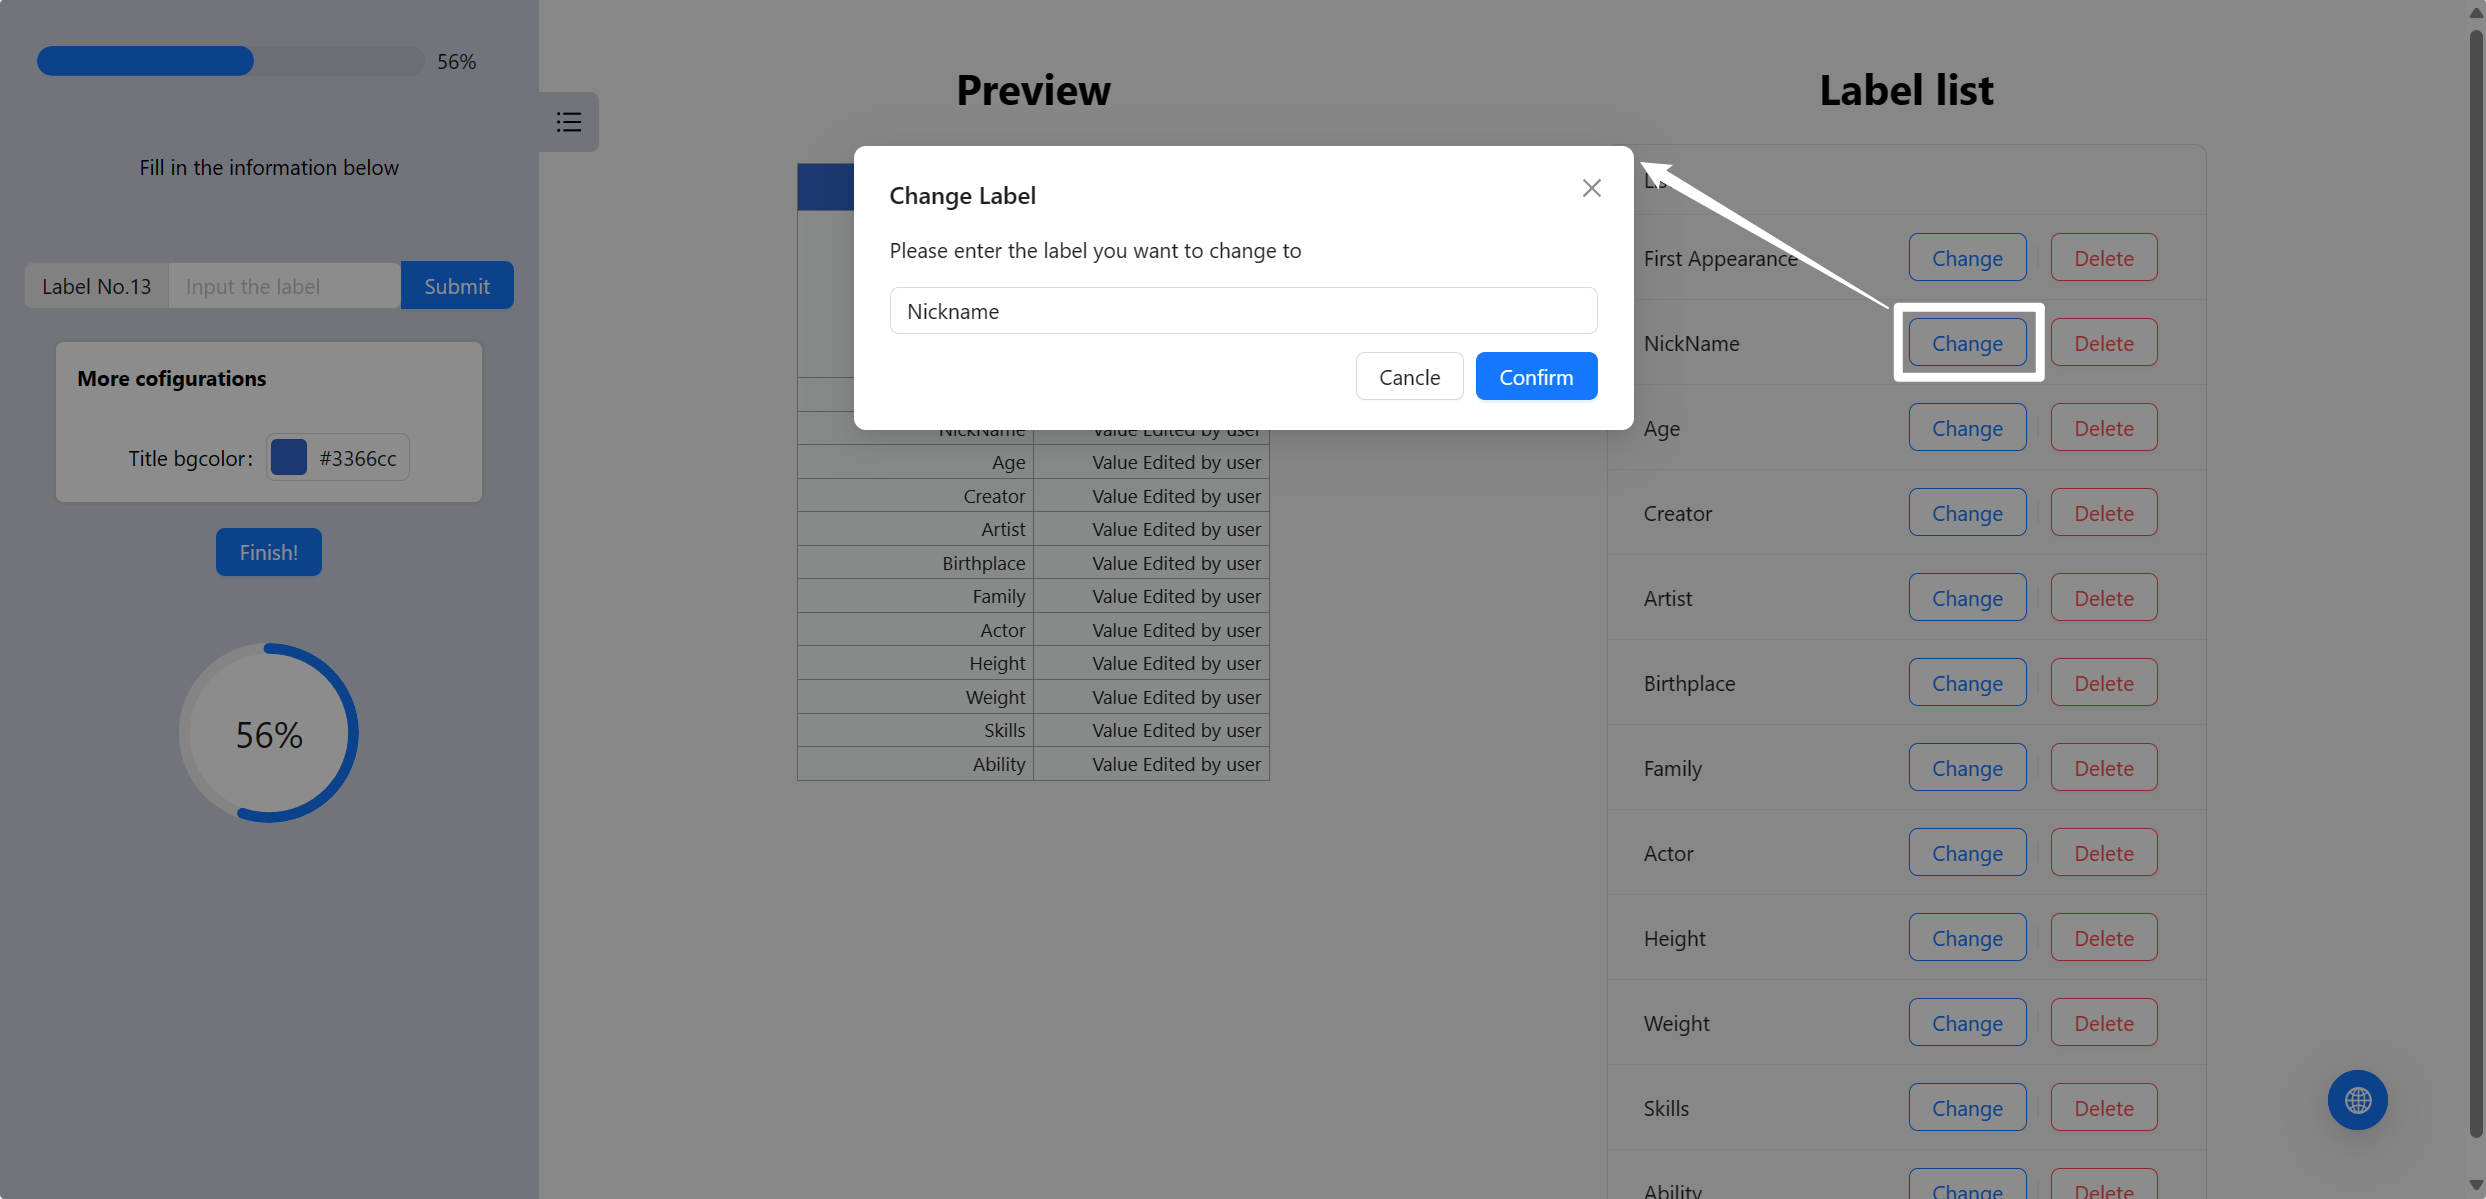 56%
Fill in the information below
Label No.13 Input the label Submit
More cofigurations
Title bgcolor: #3366cc
Finish!
56%
Preview
NickName Value Edited by user
Age Value Edited by user
Creator Value Edited by user
Artist Value Edited by user
Birthplace Value Edited by user
Family Value Edited by user
Actor Value Edited by user
Height Value Edited by user
Weight Value Edited by user
Skills Value Edited by user
Ability Value Edited by user
Change Label
Please enter the label you want to change to
Nickname
Cancle Confirm
Label list
First Appearance Change Delete
NickName Change Delete
Age Change Delete
Creator Change Delete
Artist Change Delete
Birthplace Change Delete
Family Change Delete
Actor Change Delete
Height Change Delete
Weight Change Delete
Skills Change Delete
Ability Change Delete